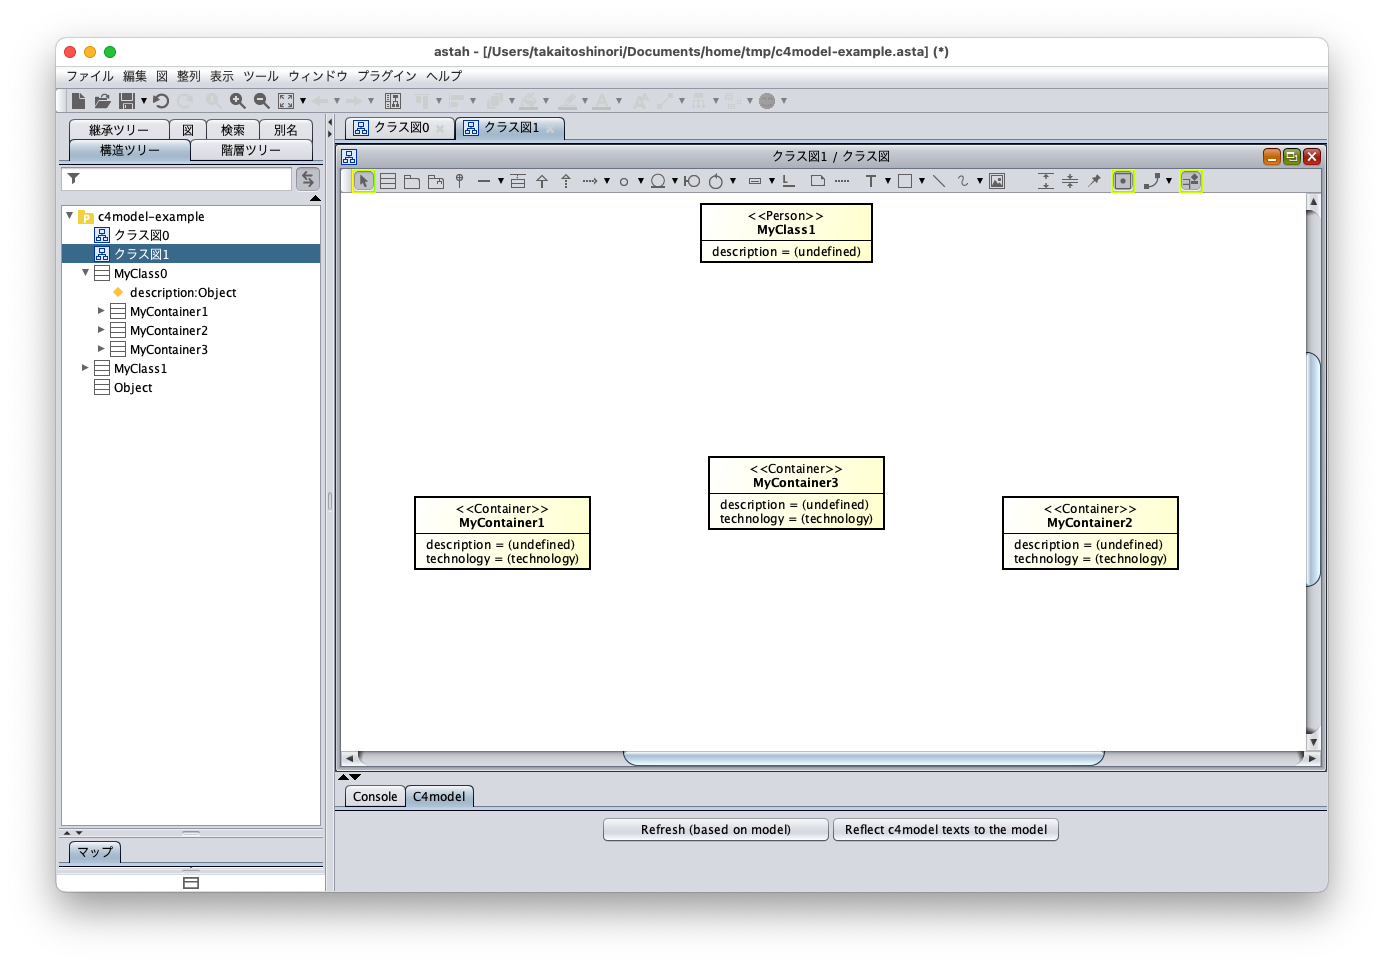 astah - [/Users/takaitoshinori/Documents/home/tmp/c4model-example.asta] (*)
ファイル 編集 図 整列 表示 ツール ウィンドウ プラグイン ヘルプ
継承ツリー 図 検索 別名
構造ツリー 階層ツリー
c4model-example
クラス図0
クラス図1
MyClass0
description:Object
MyContainer1
MyContainer2
MyContainer3
MyClass1
Object
マップ
クラス図0 クラス図1
クラス図1 / クラス図
<<Person>>
MyClass1
description = (undefined)
<<Container>>
MyContainer3
description = (undefined)
technology = (technology)
<<Container>>
MyContainer1
description = (undefined)
technology = (technology)
<<Container>>
MyContainer2
description = (undefined)
technology = (technology)
Console C4model
Refresh (based on model) Reflect c4model texts to the model